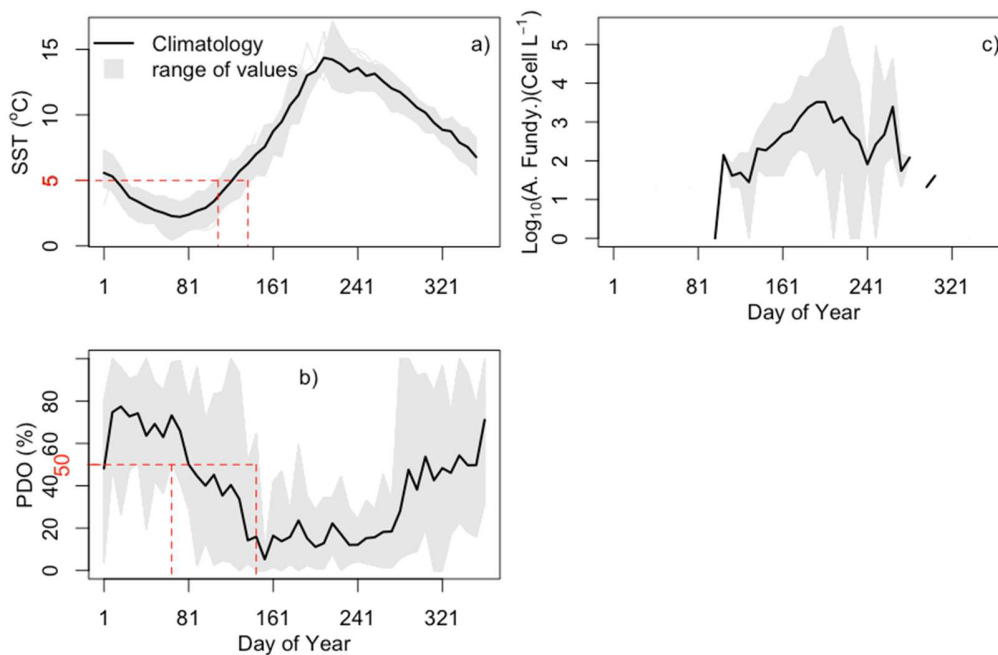 Climatology
range of values
a)
SST (°C)
15
10
5
0
1 81 161 241 321
c)
Log10(A. Fundy.)(Cell L−1)
5
4
3
2
1
0
1 81 161 241 321
Day of Year
b)
PDO (%)
80
60
50
40
20
0
1 81 161 241 321
Day of Year